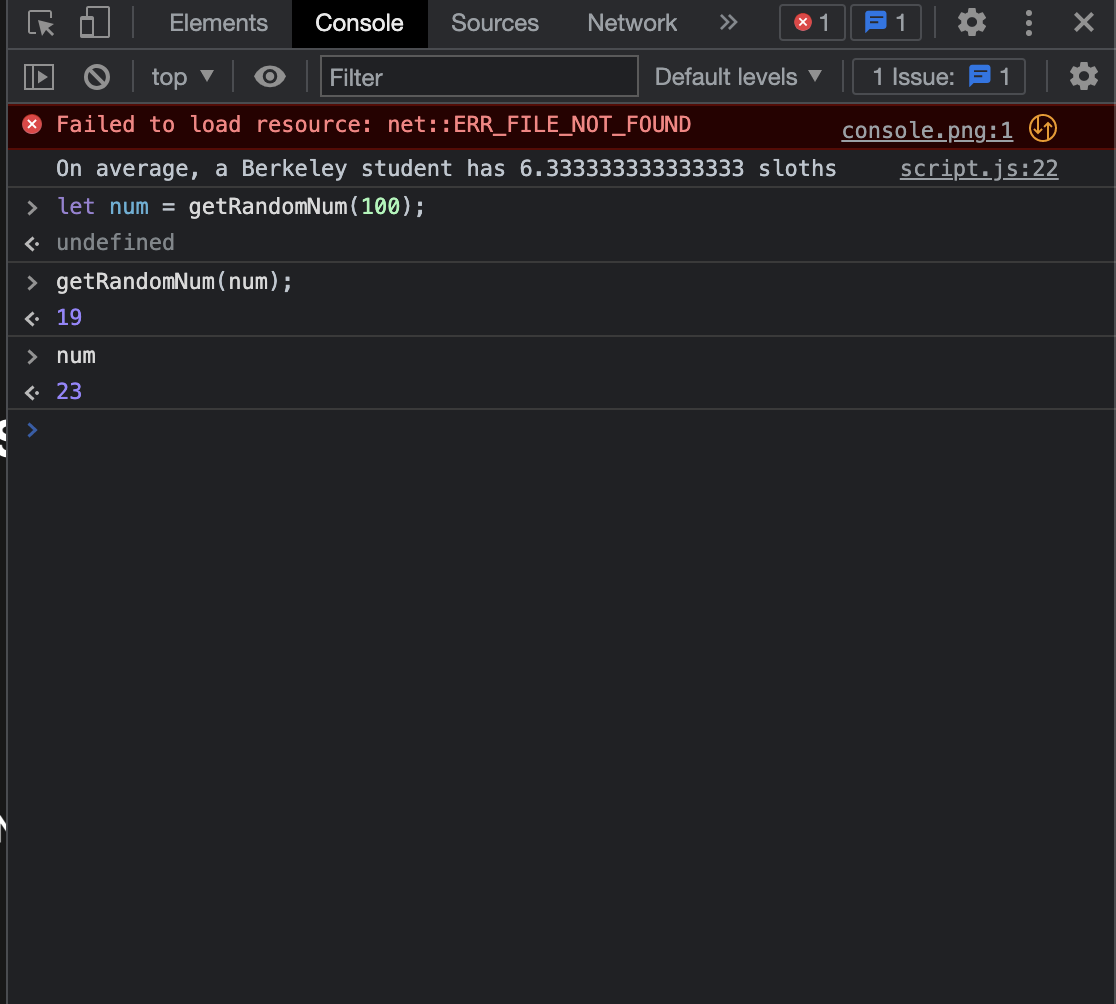 Elements Console Sources Network » 1 1
top ▼ Filter Default levels ▼ 1 Issue: 1
Failed to load resource: net::ERR_FILE_NOT_FOUND console.png:1
On average, a Berkeley student has 6.333333333333333 sloths script.js:22
> let num = getRandomNum(100);
undefined
> getRandomNum(num);
19
> num
23
>